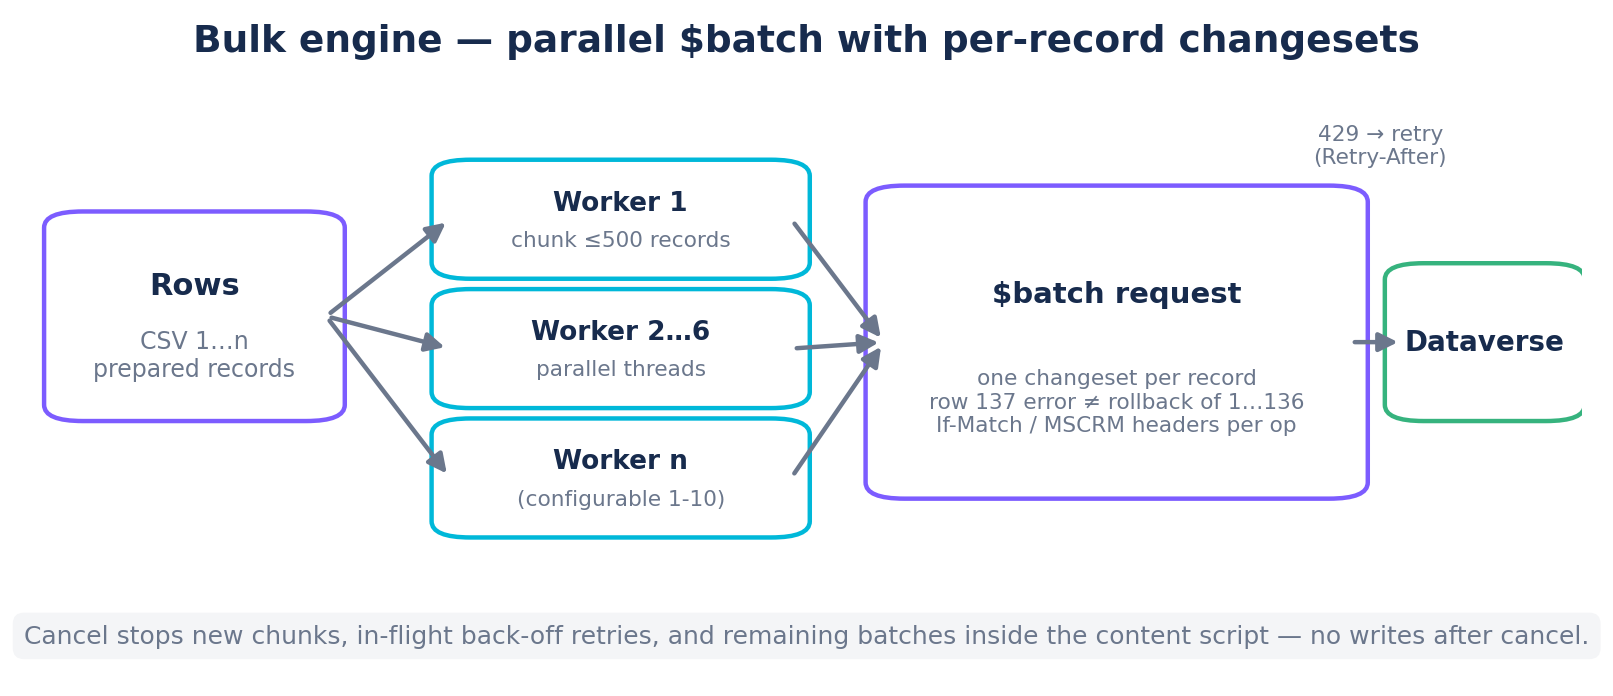 Bulk engine — parallel $batch with per-record changesets
429 → retry
(Retry-After)
Rows
CSV 1…n
prepared records
Worker 1
chunk ≤500 records
Worker 2…6
parallel threads
Worker n
(configurable 1-10)
$batch request
one changeset per record
row 137 error ≠ rollback of 1…136
If-Match / MSCRM headers per op
Dataverse
Cancel stops new chunks, in-flight back-off retries, and remaining batches inside the content script — no writes after cancel.